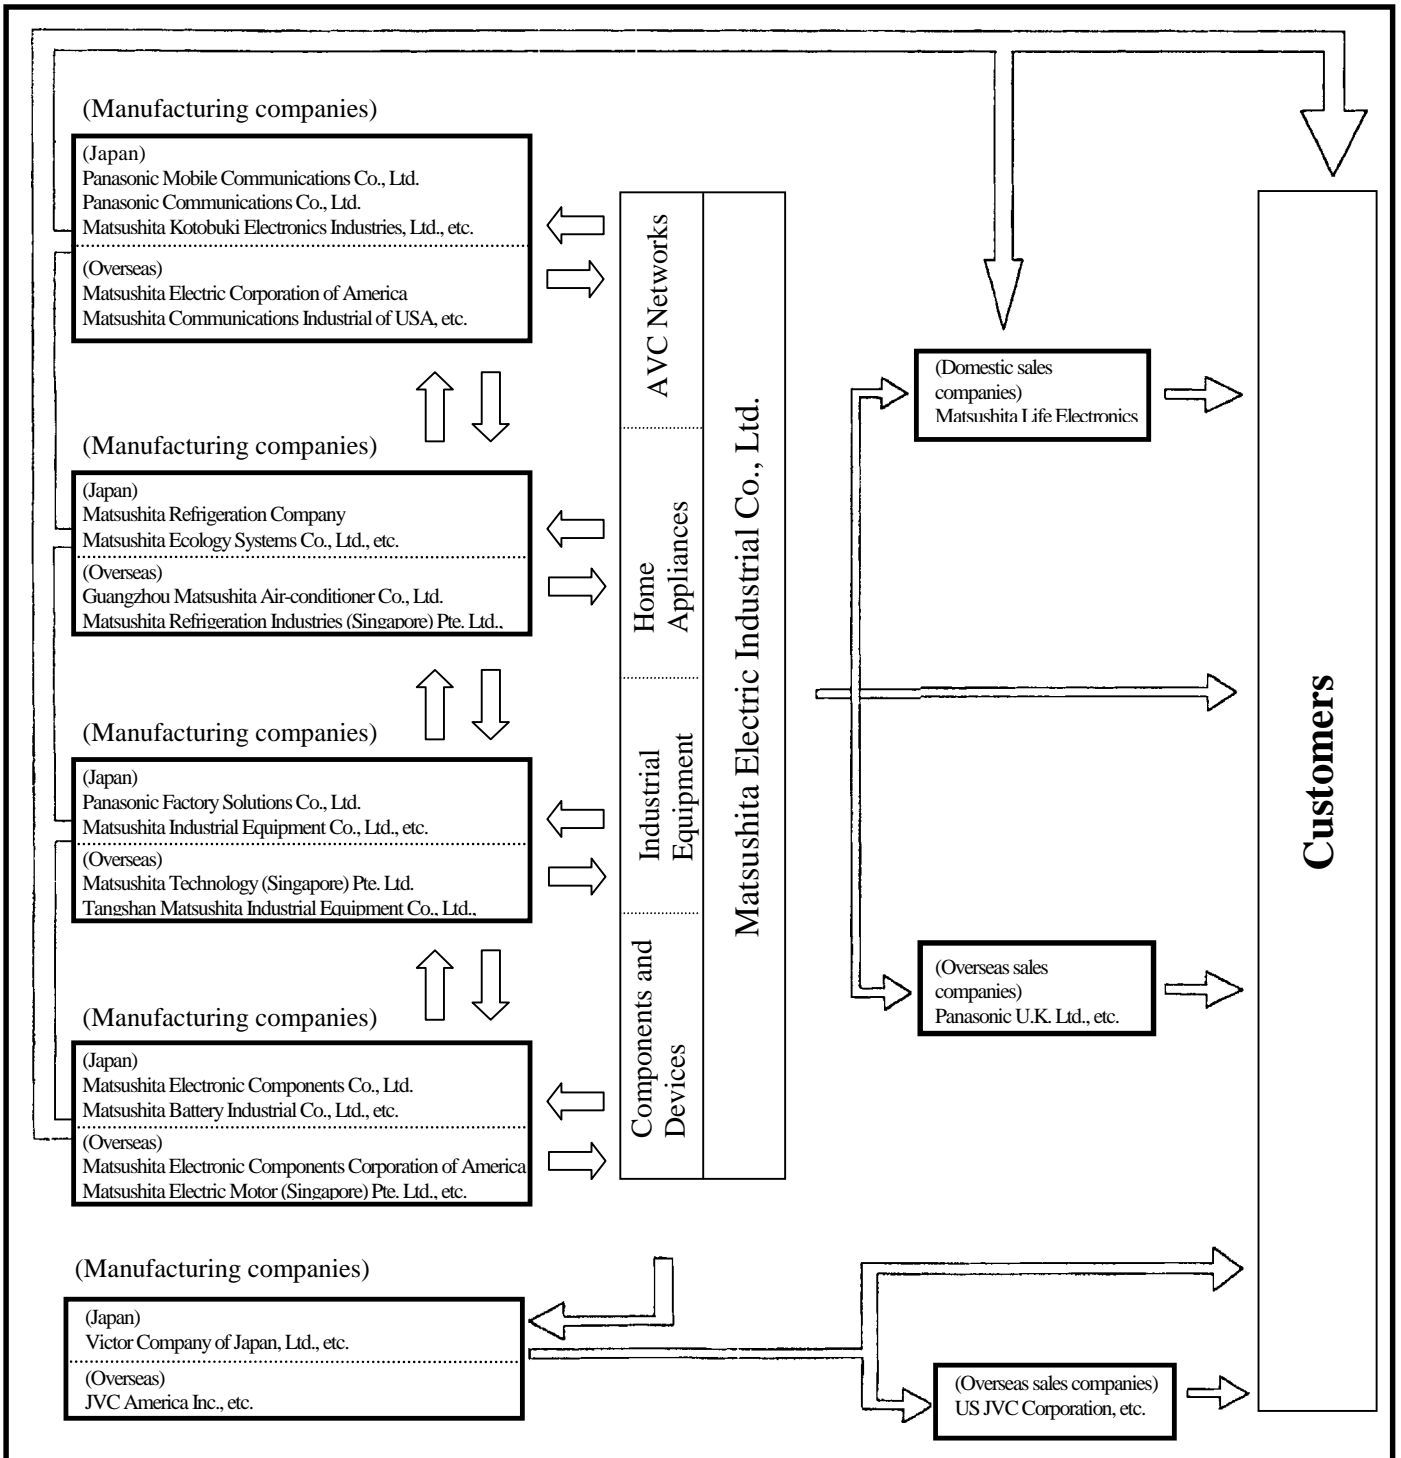 (Manufacturing companies)
(Japan)
Panasonic Mobile Communications Co., Ltd.
Panasonic Communications Co., Ltd.
Matsushita Kotobuki Electronics Industries, Ltd., etc.
(Overseas)
Matsushita Electric Corporation of America
Matsushita Communications Industrial of USA, etc.
(Manufacturing companies)
(Japan)
Matsushita Refrigeration Company
Matsushita Ecology Systems Co., Ltd., etc.
(Overseas)
Guangzhou Matsushita Air-conditioner Co., Ltd.
Matsushita Refrigeration Industries (Singapore) Pte. Ltd.,
(Manufacturing companies)
(Japan)
Panasonic Factory Solutions Co., Ltd.
Matsushita Industrial Equipment Co., Ltd., etc.
(Overseas)
Matsushita Technology (Singapore) Pte. Ltd.
Tangshan Matsushita Industrial Equipment Co., Ltd.,
(Manufacturing companies)
(Japan)
Matsushita Electronic Components Co., Ltd.
Matsushita Battery Industrial Co., Ltd., etc.
(Overseas)
Matsushita Electronic Components Corporation of America
Matsushita Electric Motor (Singapore) Pte. Ltd., etc.
(Manufacturing companies)
(Japan)
Victor Company of Japan, Ltd., etc.
(Overseas)
JVC America Inc., etc.
AVC Networks
Home
Appliances
Industrial
Equipment
Components and
Devices
Matsushita Electric Industrial Co., Ltd.
(Domestic sales
companies)
Matsushita Life Electronics
(Overseas sales
companies)
Panasonic U.K. Ltd., etc.
(Overseas sales companies)
US JVC Corporation, etc.
Customers